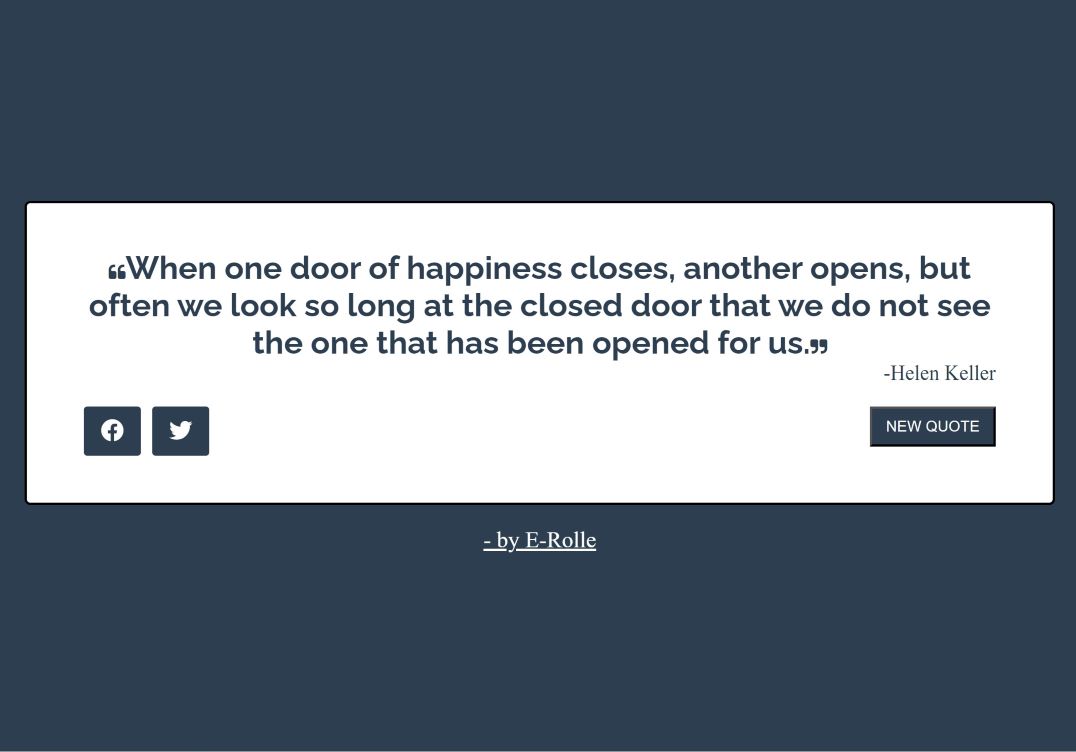 ❝When one door of happiness closes, another opens, but
often we look so long at the closed door that we do not see
the one that has been opened for us.❞
-Helen Keller
NEW QUOTE
- by E-Rolle